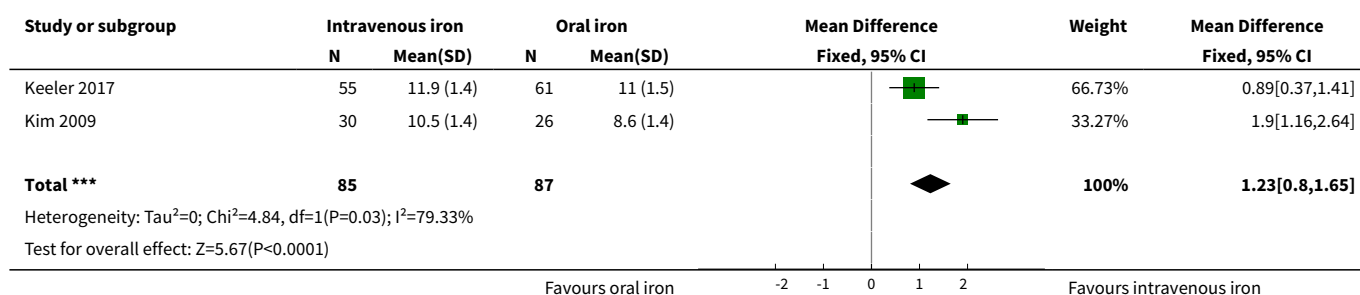 Study or subgroup Intravenous iron Oral iron Mean Difference Weight Mean Difference
N Mean(SD) N Mean(SD) Fixed, 95% CI Fixed, 95% CI
Keeler 2017 55 11.9 (1.4) 61 11 (1.5) 66.73% 0.89[0.37,1.41]
Kim 2009 30 10.5 (1.4) 26 8.6 (1.4) 33.27% 1.9[1.16,2.64]
Total *** 85 87 100% 1.23[0.8,1.65]
Heterogeneity: Tau²=0; Chi²=4.84, df=1(P=0.03); I²=79.33%
Test for overall effect: Z=5.67(P<0.0001)
Favours oral iron -2 -1 0 1 2 Favours intravenous iron